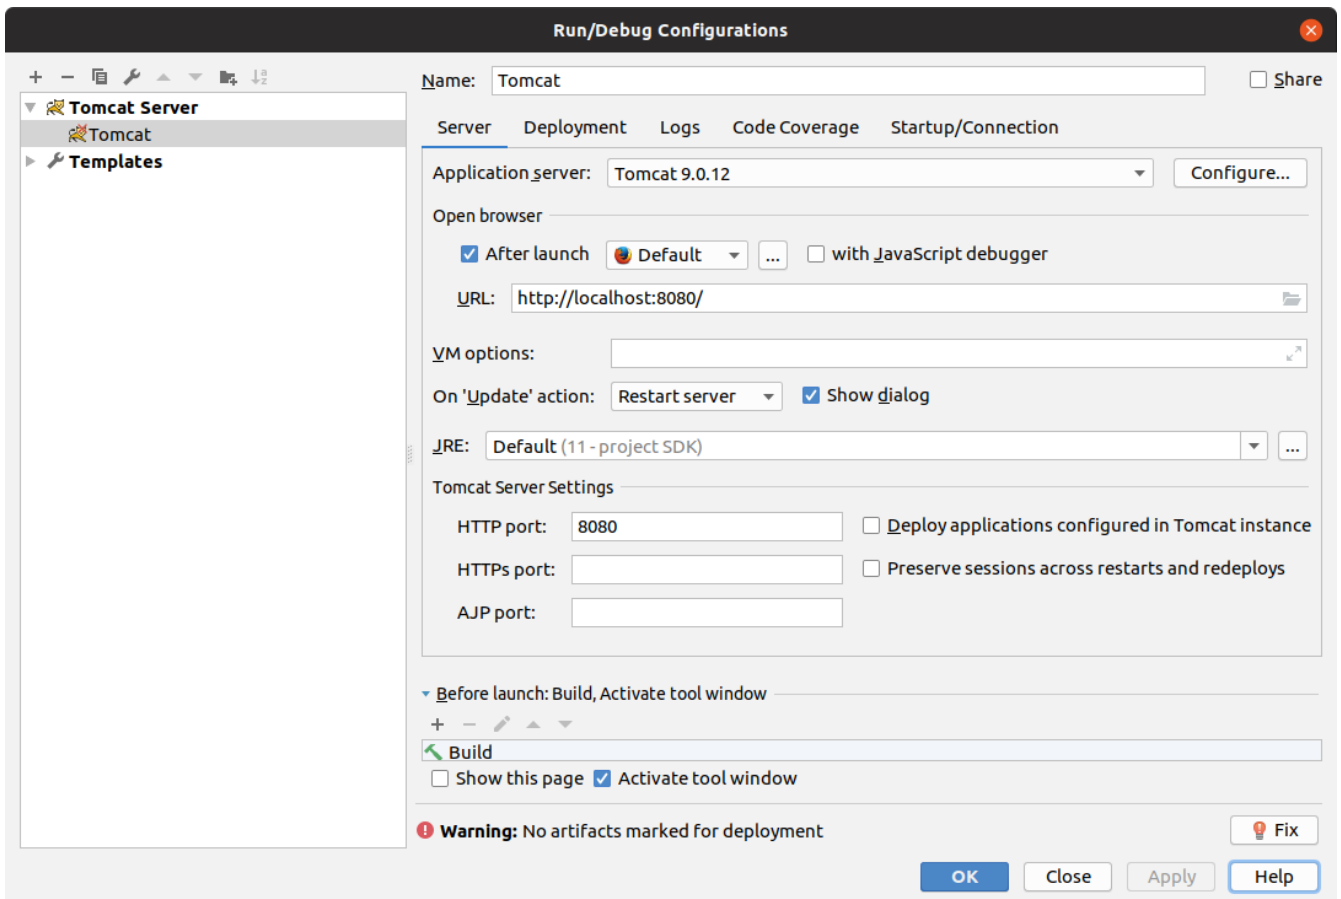 Run/Debug Configurations
Name: Tomcat
Share
Tomcat Server
Tomcat
Templates
Server Deployment Logs Code Coverage Startup/Connection
Application server: Tomcat 9.0.12 Configure...
Open browser
After launch Default ... with JavaScript debugger
URL: http://localhost:8080/
VM options:
On 'Update' action: Restart server Show dialog
JRE: Default (11 - project SDK) ...
Tomcat Server Settings
HTTP port: 8080 Deploy applications configured in Tomcat instance
HTTPs port: Preserve sessions across restarts and redeploys
AJP port:
Before launch: Build, Activate tool window
Build
Show this page Activate tool window
Warning: No artifacts marked for deployment Fix
OK Close Apply Help